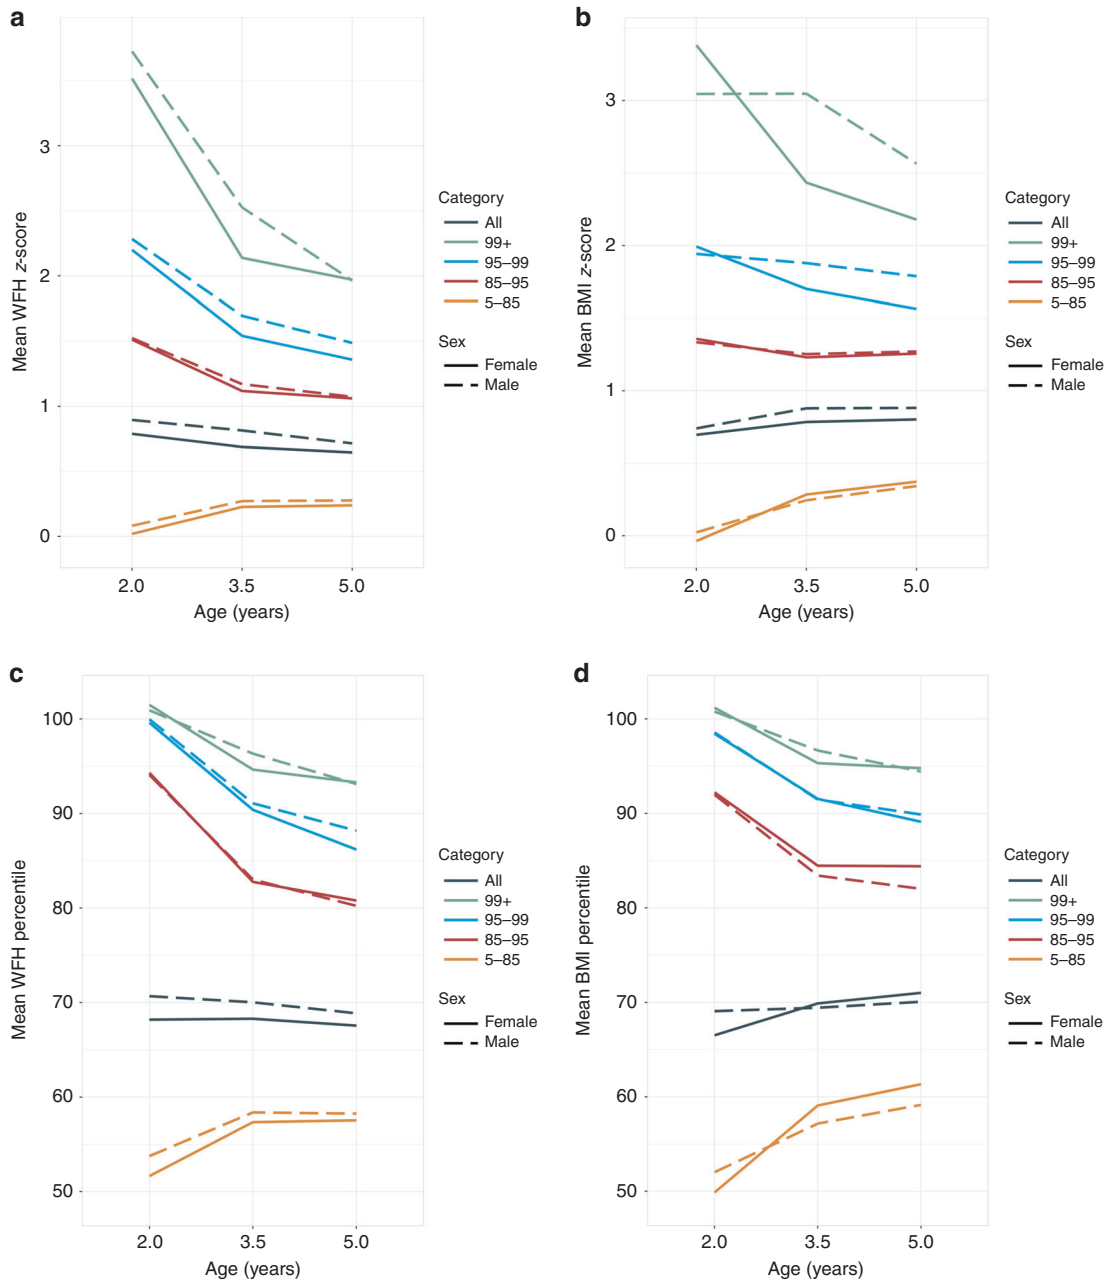 a
Mean WFH z-score
3
2
1
0
2.0 3.5 5.0
Age (years)
Category
All
99+
95–99
85–95
5–85
Sex
Female
Male
b
Mean BMI z-score
3
2
1
0
2.0 3.5 5.0
Age (years)
Category
All
99+
95–99
85–95
5–85
Sex
Female
Male
c
Mean WFH percentile
100
90
80
70
60
50
2.0 3.5 5.0
Age (years)
Category
All
99+
95–99
85–95
5–85
Sex
Female
Male
d
Mean BMI percentile
100
90
80
70
60
50
2.0 3.5 5.0
Age (years)
Category
All
99+
95–99
85–95
5–85
Sex
Female
Male